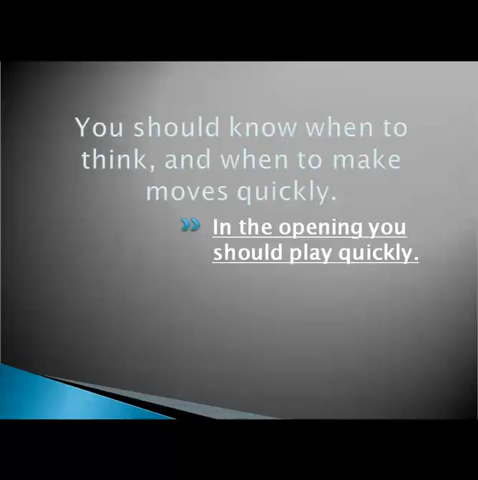 You should know when to
think, and when to make
moves quickly.
In the opening you
should play quickly.